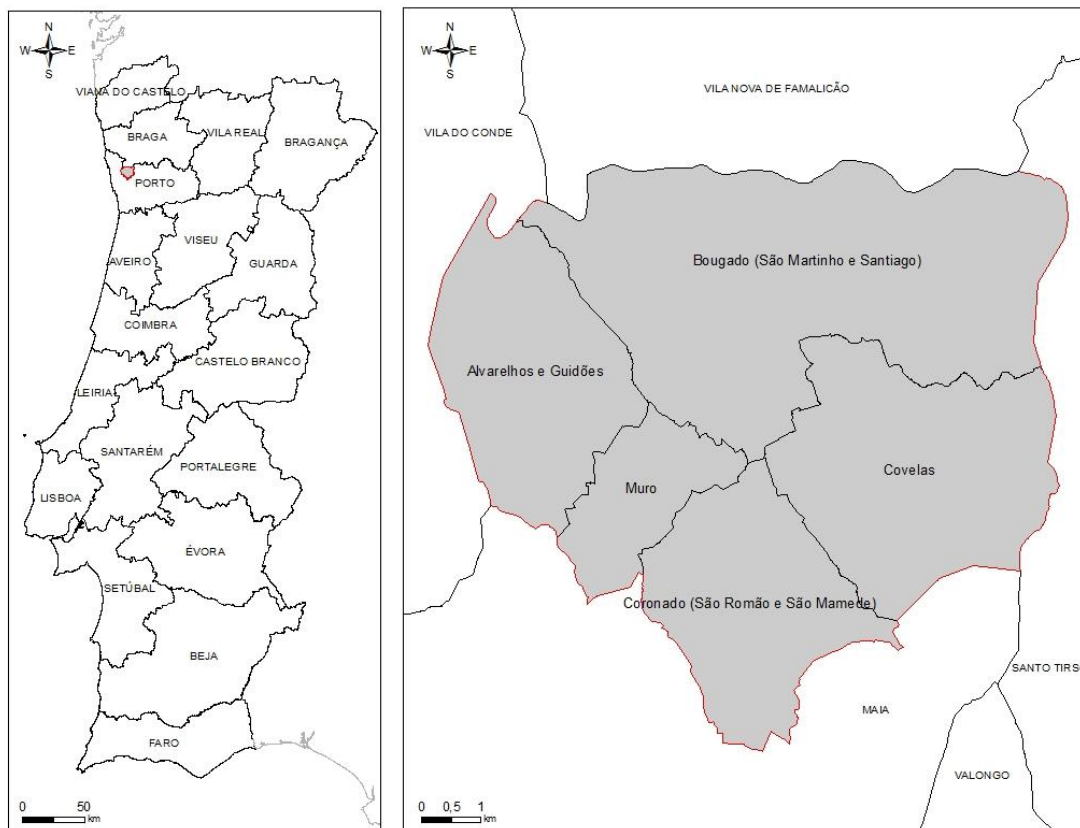 N
W E
S
VIANA DO CASTELO
BRAGA
VILA REAL
BRAGANÇA
PORTO
AVEIRO
VISEU
GUARDA
COIMBRA
CASTELO BRANCO
LEIRIA
SANTARÉM
PORTALEGRE
LISBOA
ÉVORA
SETÚBAL
BEJA
FARO
0 50
km
N
W E
S
VILA NOVA DE FAMALICÃO
VILA DO CONDE
Bougado (São Martinho e Santiago)
Alvarelhos e Guidões
Covelas
Muro
Coronado (São Romão e São Mamede)
SANTO TIRSO
MAIA
VALONGO
0 0,5 1
km